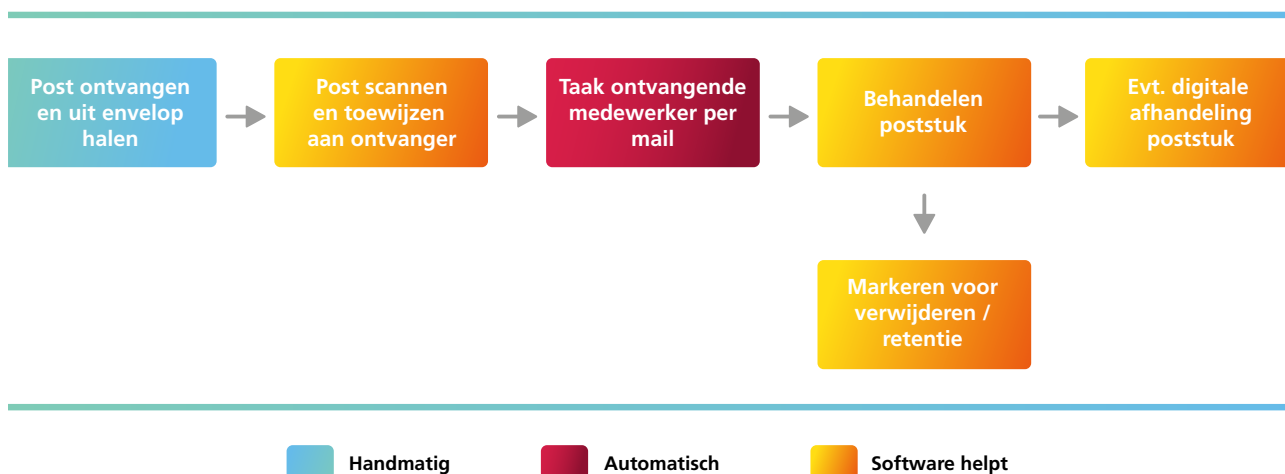 Post ontvangen
en uit envelop
halen
Post scannen
en toewijzen
aan ontvanger
Taak ontvangende
medewerker per
mail
Behandelen
poststuk
Evt. digitale
afhandeling
poststuk
Markeren voor
verwijderen /
retentie
Handmatig
Automatisch
Software helpt